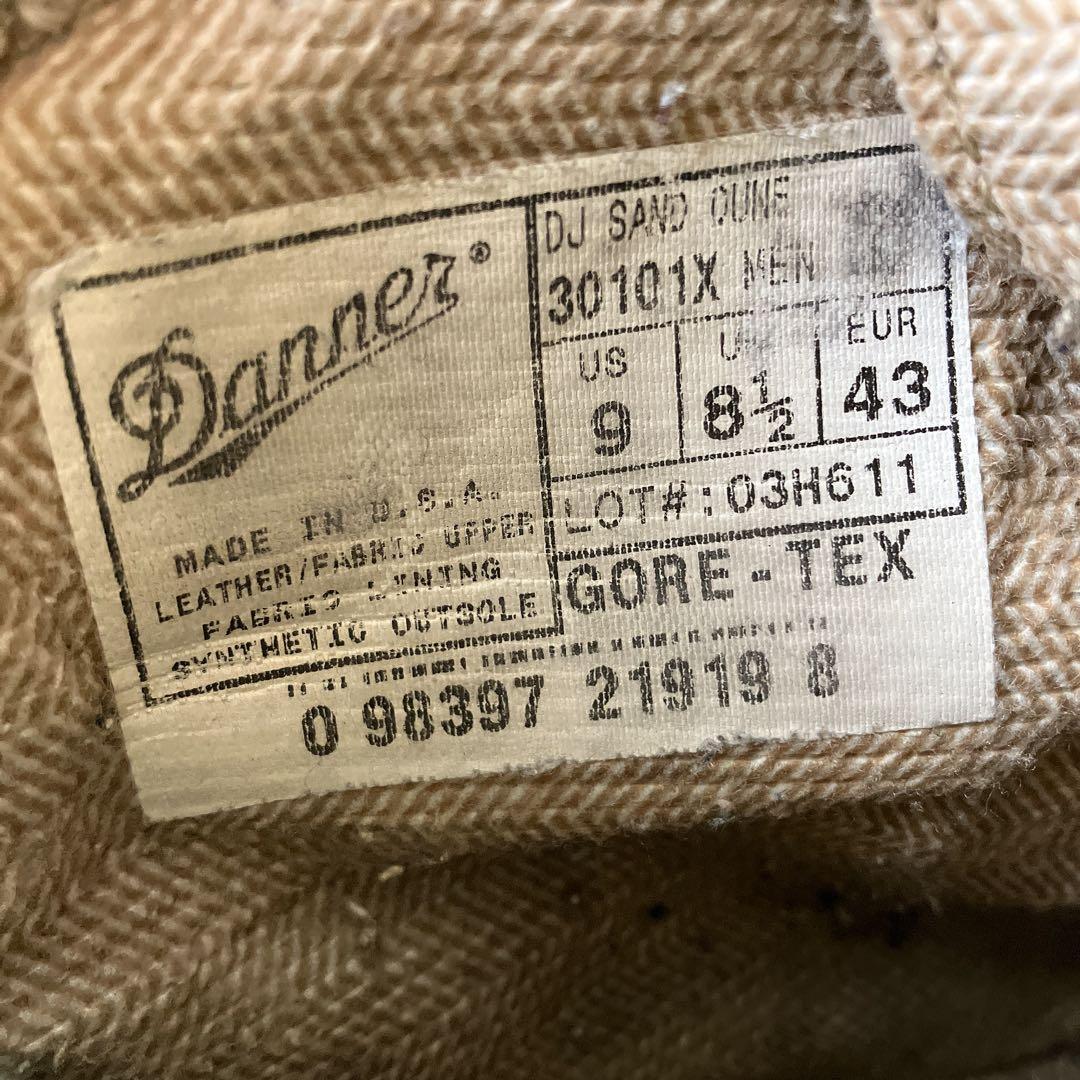 Danner®
MADE IN U.S.A.
LEATHER/FABRIC UPPER
FABRIC LINING
SYNTHETIC OUTSOLE
DJ SAND DUNE
30101X MEN
US
9
8½
EUR
43
LOT#:03H611
GORE-TEX
0 98397 21919 8